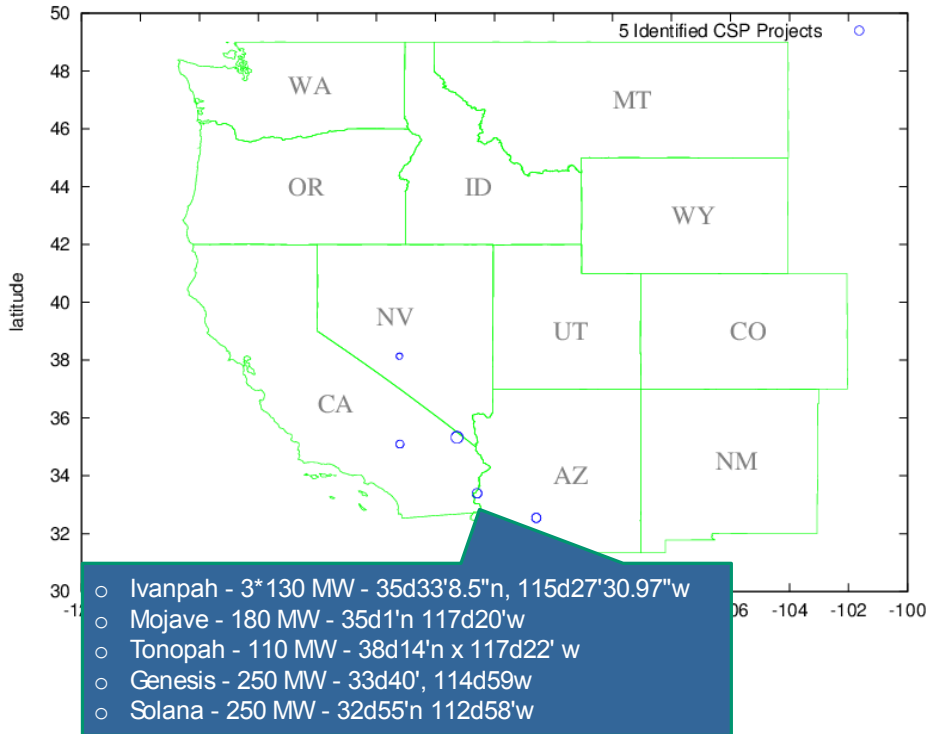 50
5 Identified CSP Projects
48
WA
MT
46
OR
ID
44
WY
42
latitude
40
NV
UT
CO
38
CA
36
34
AZ
NM
32
30
-106
-104
-102
-100
○ Ivanpah - 3*130 MW - 35d33'8.5"n, 115d27'30.97"w
○ Mojave - 180 MW - 35d1'n 117d20'w
○ Tonopah - 110 MW - 38d14'n x 117d22' w
○ Genesis - 250 MW - 33d40', 114d59w
○ Solana - 250 MW - 32d55'n 112d58'w